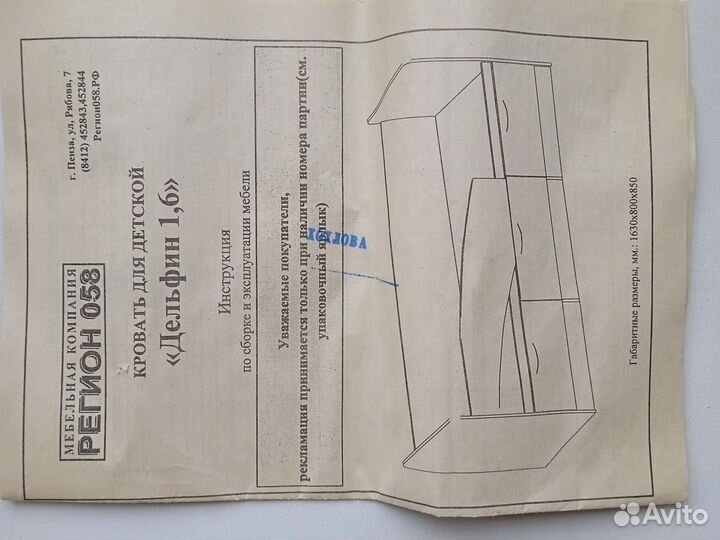 МЕБЕЛЬНАЯ КОМПАНИЯ
РЕГИОН 058
г. Пенза, ул, Рябова, 7
(8412) 452843,452844
Регион058.РФ
КРОВАТЬ ДЛЯ ДЕТСКОЙ
«Дельфин 1,6»
Инструкция
по сборке и эксплуатации мебели
Уважаемые покупатели,
рекламация принимается только при наличии номера партии(см.
упаковочный ярлык)
Габаритные размеры, мм.: 1630х800х850
Avito